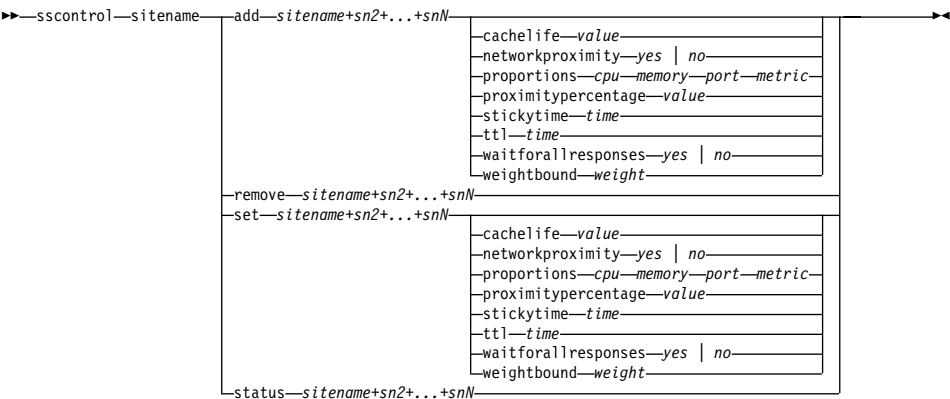 sscontrol sitename add sitename+sn2+...+snN
cachelife value
networkproximity yes | no
proportions cpu memory port metric
proximitypercentage value
stickytime time
ttl time
waitforallresponses yes | no
weightbound weight
remove sitename+sn2+...+snN
set sitename+sn2+...+snN
cachelife value
networkproximity yes | no
proportions cpu memory port metric
proximitypercentage value
stickytime time
ttl time
waitforallresponses yes | no
weightbound weight
status sitename+sn2+...+snN